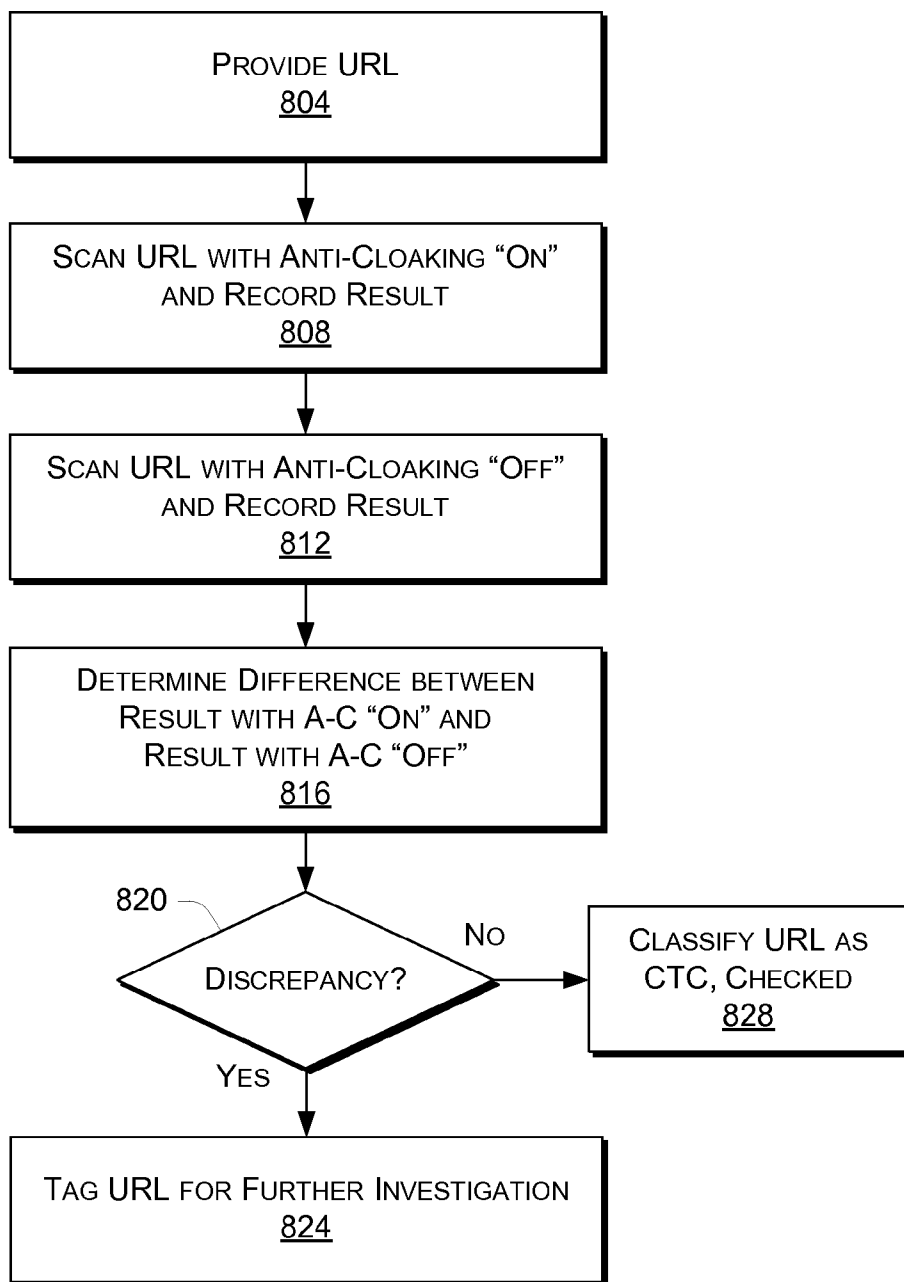 PROVIDE URL
804
SCAN URL WITH ANTI-CLOAKING “ON”
AND RECORD RESULT
808
SCAN URL WITH ANTI-CLOAKING “OFF”
AND RECORD RESULT
812
DETERMINE DIFFERENCE BETWEEN
RESULT WITH A-C “ON” AND
RESULT WITH A-C “OFF”
816
820
DISCREPANCY?
NO
CLASSIFY URL AS
CTC, CHECKED
828
YES
TAG URL FOR FURTHER INVESTIGATION
824